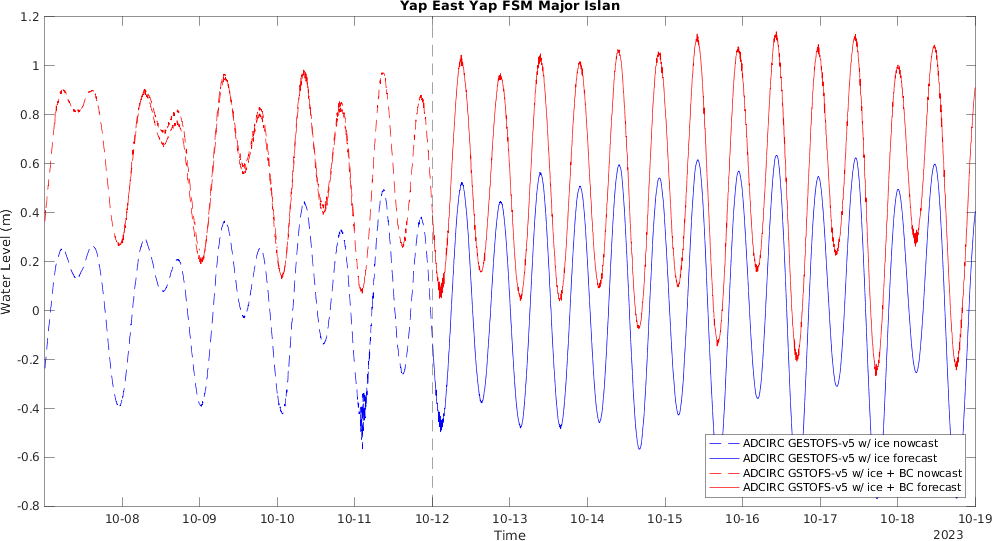 Yap East Yap FSM Major Islan
Water Level (m)
1.2
1
0.8
0.6
0.4
0.2
0
-0.2
-0.4
-0.6
-0.8
ADCIRC GESTOFS-v5 w/ ice nowcast
ADCIRC GESTOFS-v5 w/ ice forecast
ADCIRC GSTOFS-v5 w/ ice + BC nowcast
ADCIRC GSTOFS-v5 w/ ice + BC forecast
10-08 10-09 10-10 10-11 10-12 10-13 10-14 10-15 10-16 10-17 10-18 10-19
Time
2023